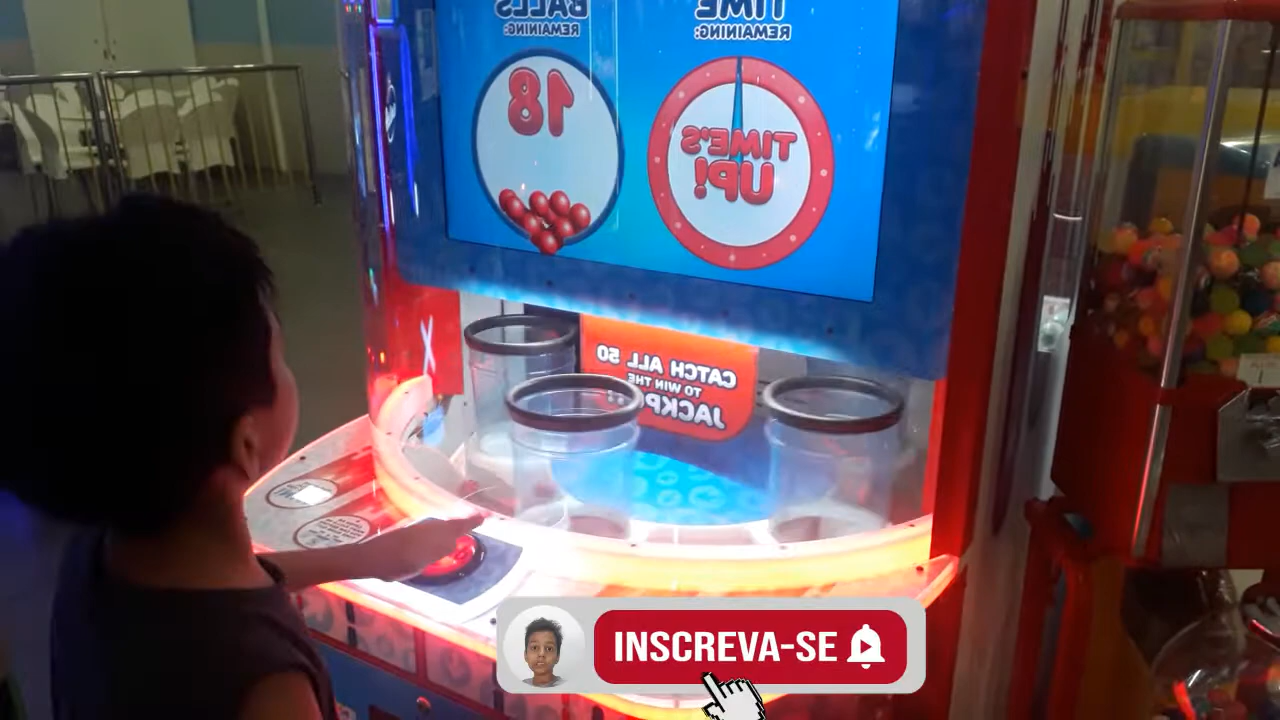 BALLS
REMAINING:
18
TIME
REMAINING:
TIME'S
UP!
CATCH ALL 50
TO WIN THE
JACKPOT!
INSCREVA-SE